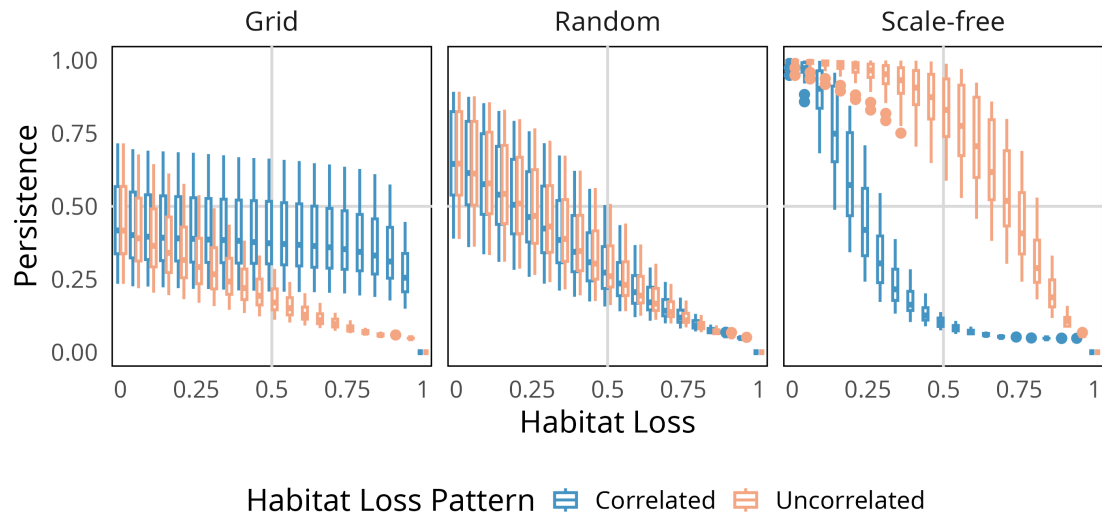 Grid Random Scale-free
1.00
0.75
0.50
0.25
0.00
Persistence
0 0.25 0.5 0.75 1 0 0.25 0.5 0.75 1 0 0.25 0.5 0.75 1
Habitat Loss
Habitat Loss Pattern Correlated Uncorrelated